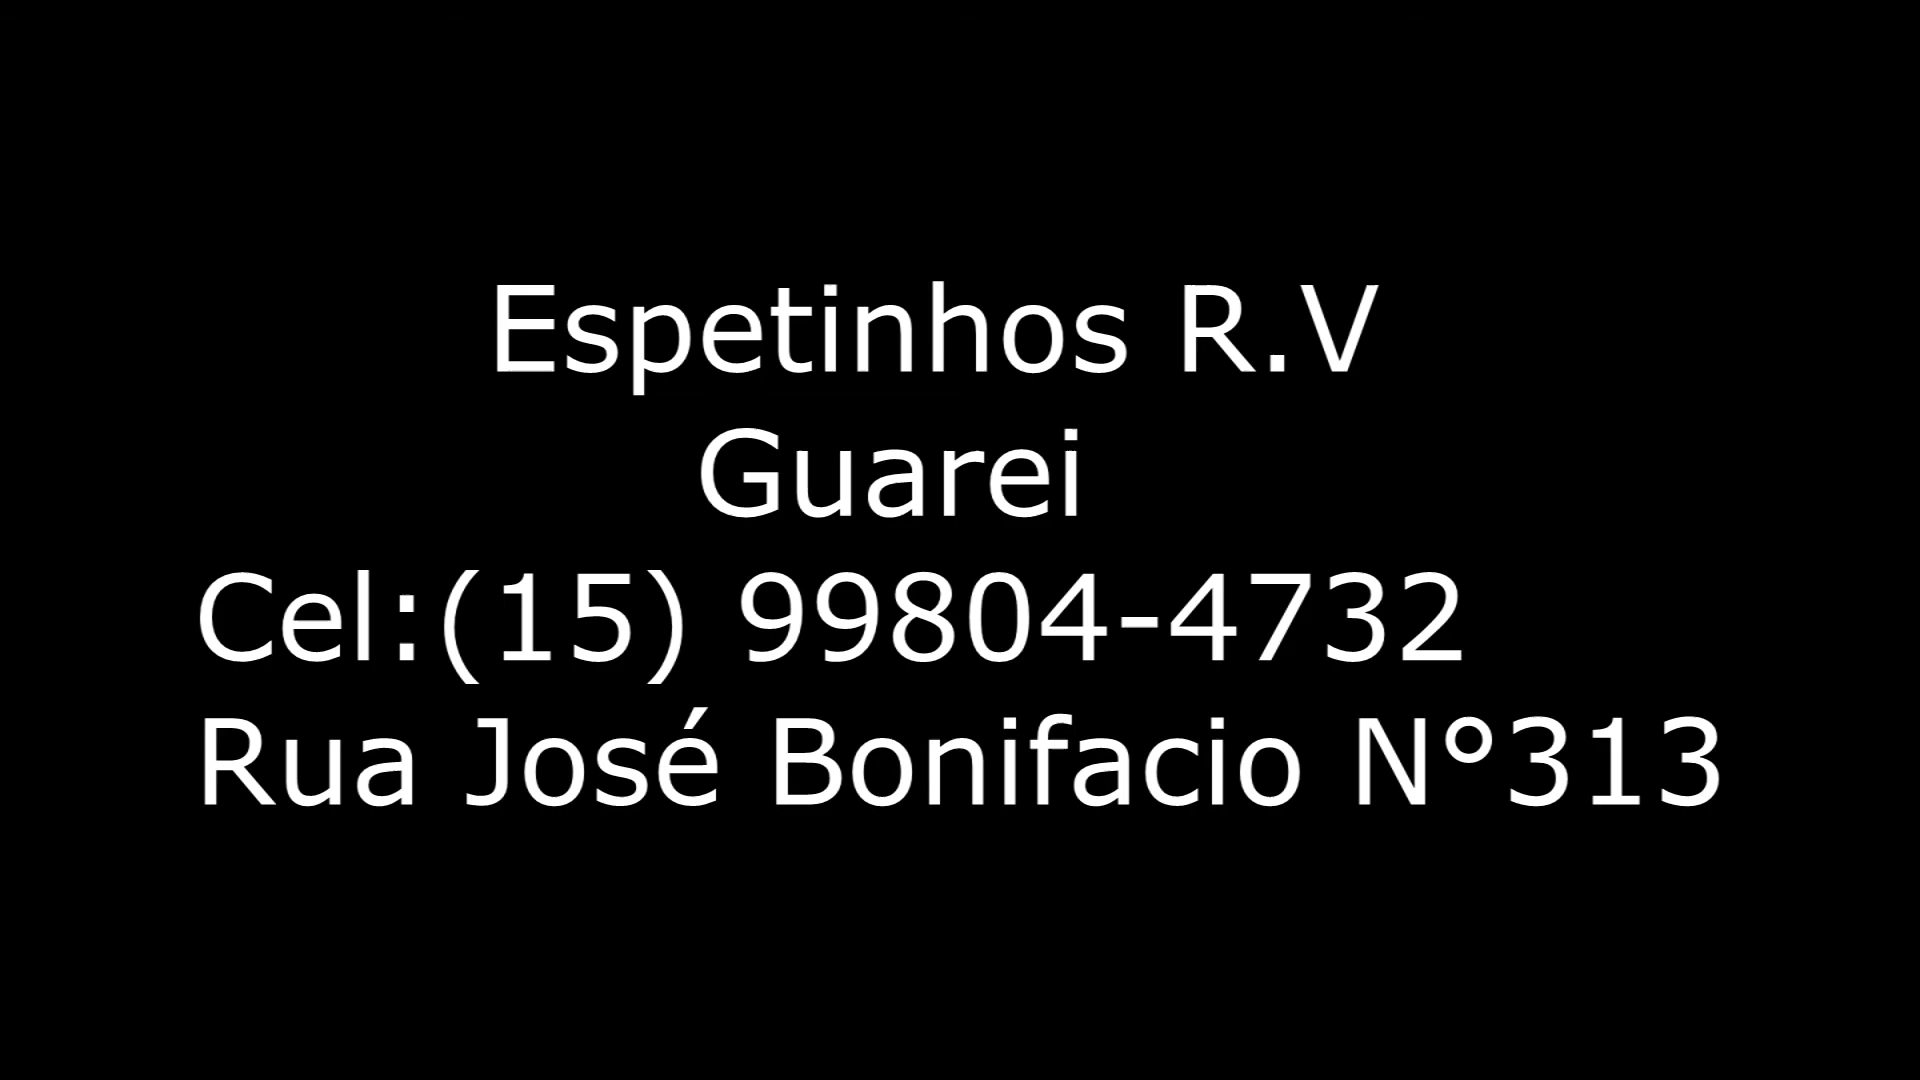 Espetinhos R.V
Guarei
Cel:(15) 99804-4732
Rua José Bonifacio N°313